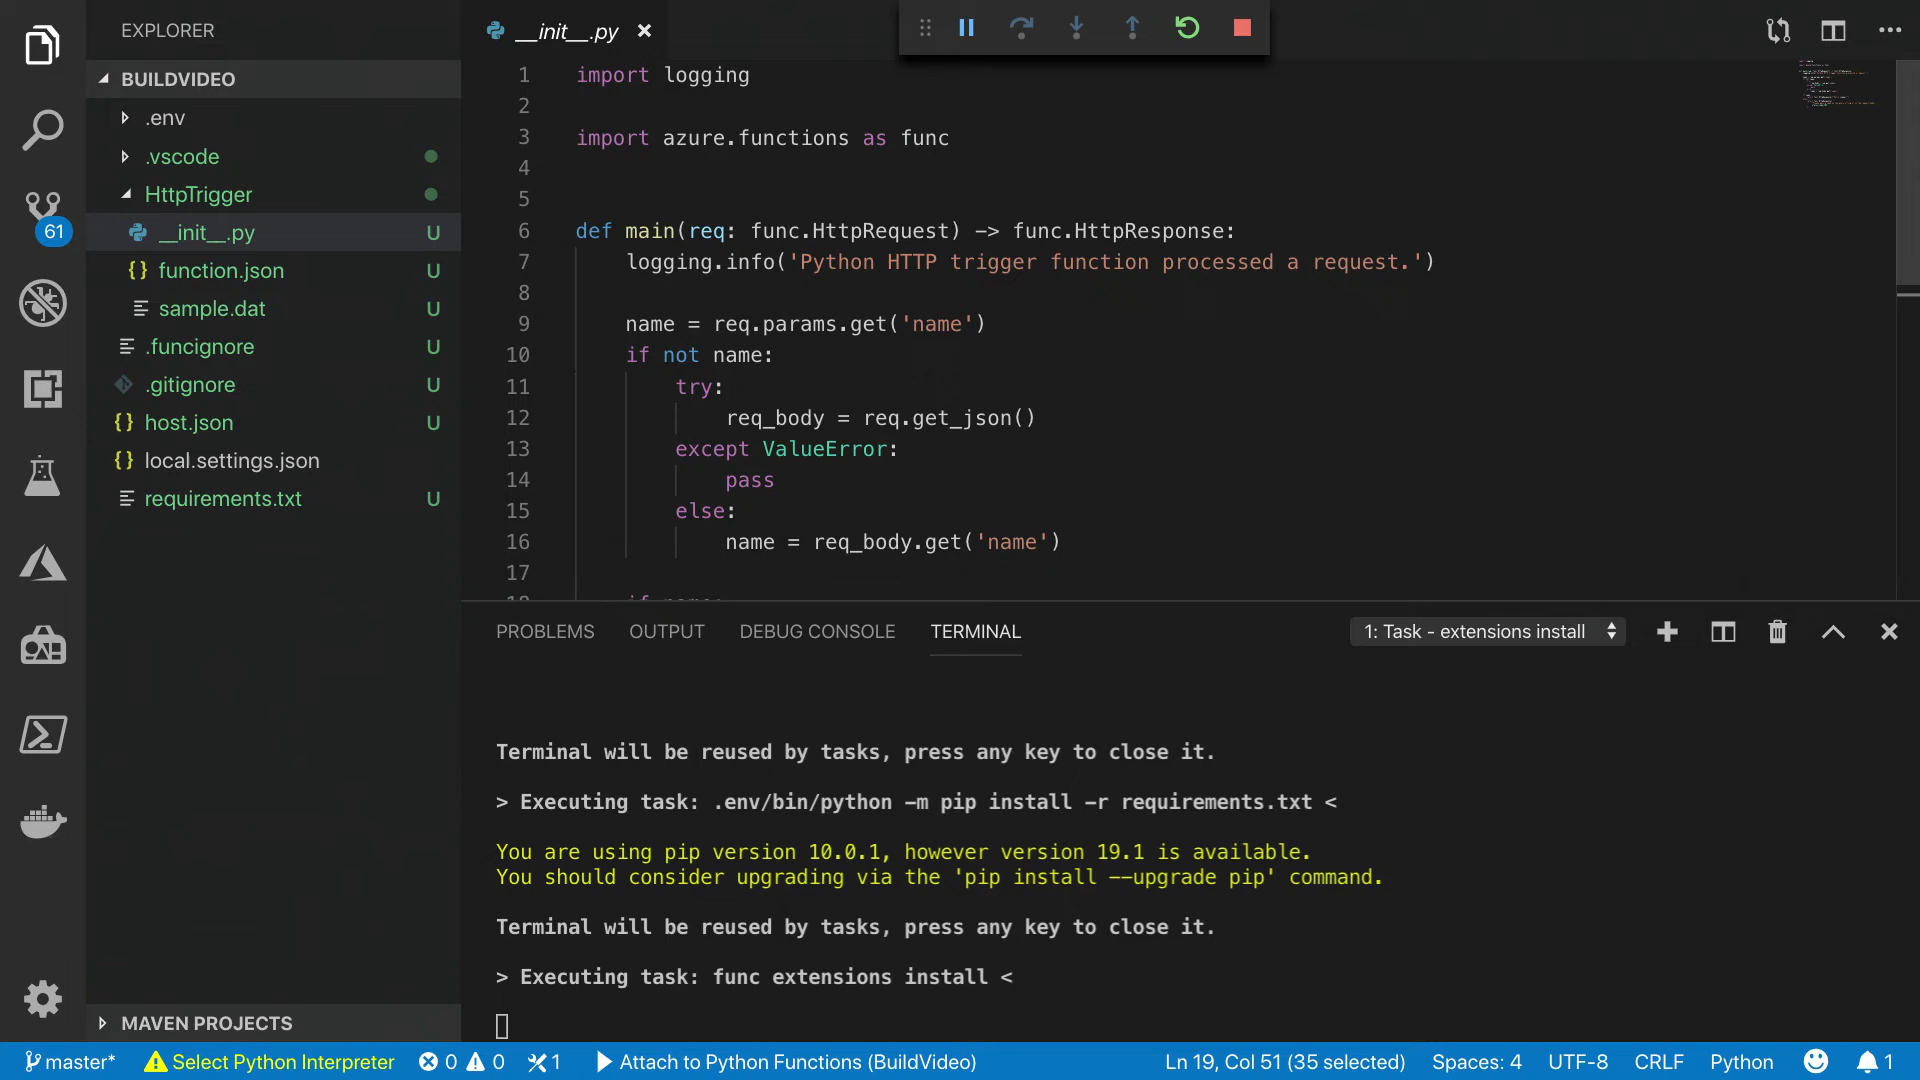 EXPLORER
BUILDVIDEO
.env
.vscode
HttpTrigger
__init__.py U
function.json U
sample.dat U
.funcignore U
.gitignore U
host.json U
local.settings.json
requirements.txt U
MAVEN PROJECTS
61
__init__.py
1 import logging
2
3 import azure.functions as func
4
5
6 def main(req: func.HttpRequest) -> func.HttpResponse:
7 logging.info('Python HTTP trigger function processed a request.')
8
9 name = req.params.get('name')
10 if not name:
11 try:
12 req_body = req.get_json()
13 except ValueError:
14 pass
15 else:
16 name = req_body.get('name')
17
PROBLEMS OUTPUT DEBUG CONSOLE TERMINAL 1: Task - extensions install
Terminal will be reused by tasks, press any key to close it.
> Executing task: .env/bin/python -m pip install -r requirements.txt <
You are using pip version 10.0.1, however version 19.1 is available.
You should consider upgrading via the 'pip install --upgrade pip' command.
Terminal will be reused by tasks, press any key to close it.
> Executing task: func extensions install <
master* Select Python Interpreter 0 0 1 Attach to Python Functions (BuildVideo) Ln 19, Col 51 (35 selected) Spaces: 4 UTF-8 CRLF Python 1